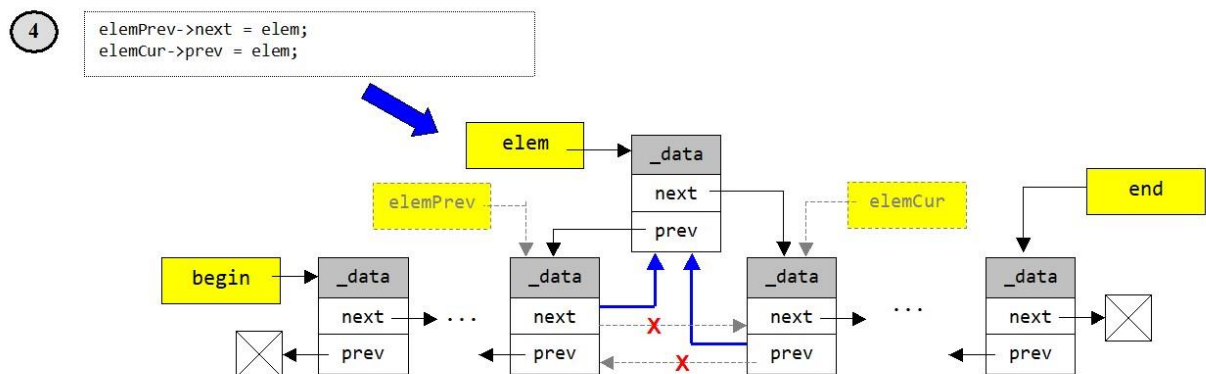 4
elemPrev->next = elem;
elemCur->prev = elem;
elem
_data
next
prev
elemPrev
elemCur
end
begin
_data
next
prev
...
_data
next
prev
X
X
_data
next
prev
...
_data
next
prev